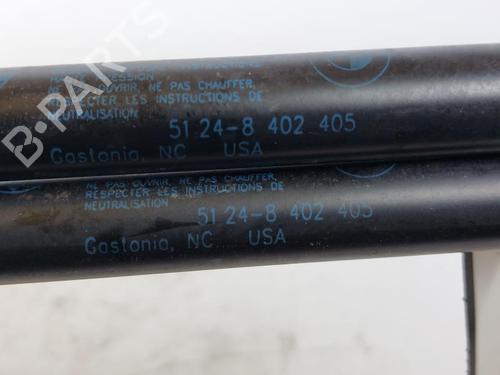 NE PAS OUVRIR, NE PAS CHAUFFER,
RESPECTER LES INSTRUCTIONS DE
NEUTRALISATION
51 24-8 402 405
Gastonia, NC USA
NE PAS OUVRIR, NE PAS CHAUFFER,
RESPECTER LES INSTRUCTIONS DE
NEUTRALISATION
51 24-8 402 405
Gastonia, NC USA
B-PARTS